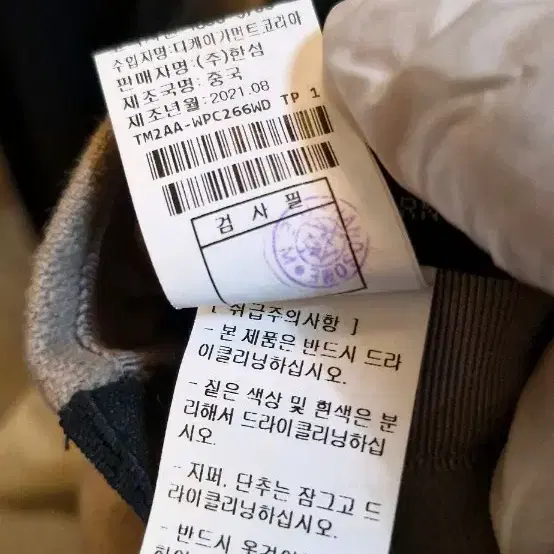 수입자명:디케이가먼트코리아
판매자명:(주)한섬
제조국명: 중국
제조년월:2021.08
TM2AA-WPC266WD TP 1
검 사 필
[ 취급주의사항 ]
- 본 제품은 반드시 드라
이클리닝하십시오.
- 짙은 색상 및 흰색은 분
리해서 드라이클리닝하십
시오.
- 지퍼, 단추는 잠그고 드
라이클리닝하십시오.
- 반드시